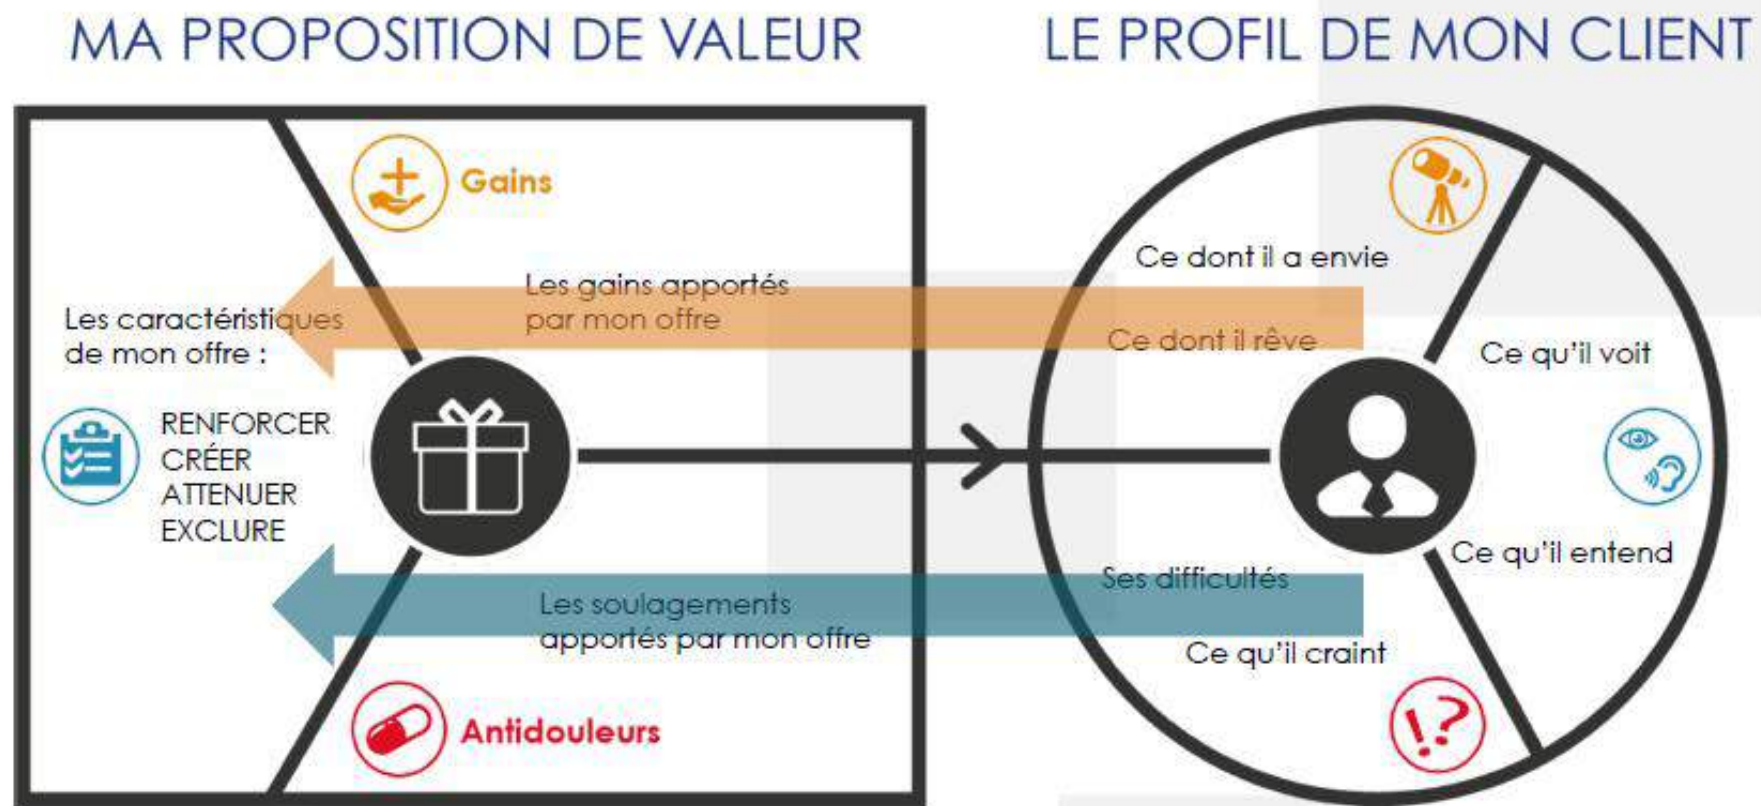 MA PROPOSITION DE VALEUR
Gains
Les gains apportés
par mon offre
Les caractéristiques
de mon offre :
RENFORCER
CRÉER
ATTENUER
EXCLURE
Les soulagements
apportés par mon offre
Antidouleurs
LE PROFIL DE MON CLIENT
Ce dont il a envie
Ce dont il rêve
Ce qu'il voit
Ce qu'il entend
Ses difficultés
Ce qu'il craint
!?